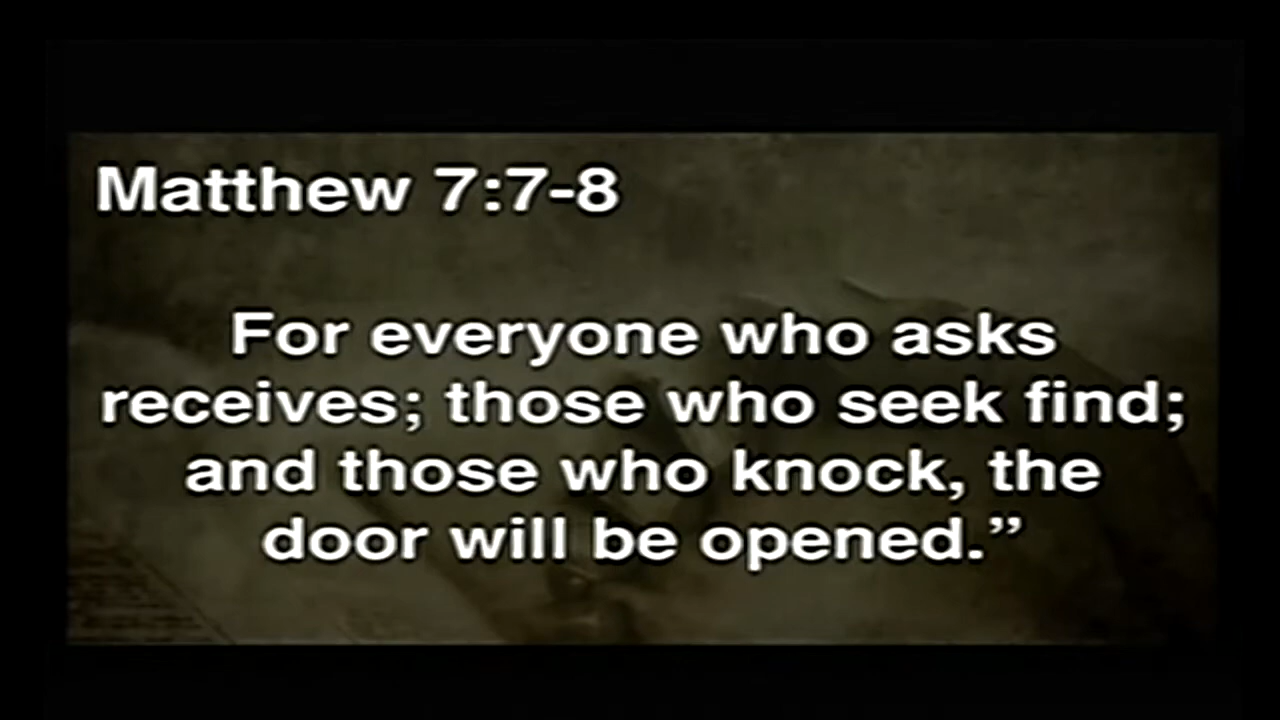 Matthew 7:7-8
For everyone who asks
receives; those who seek find;
and those who knock, the
door will be opened.”